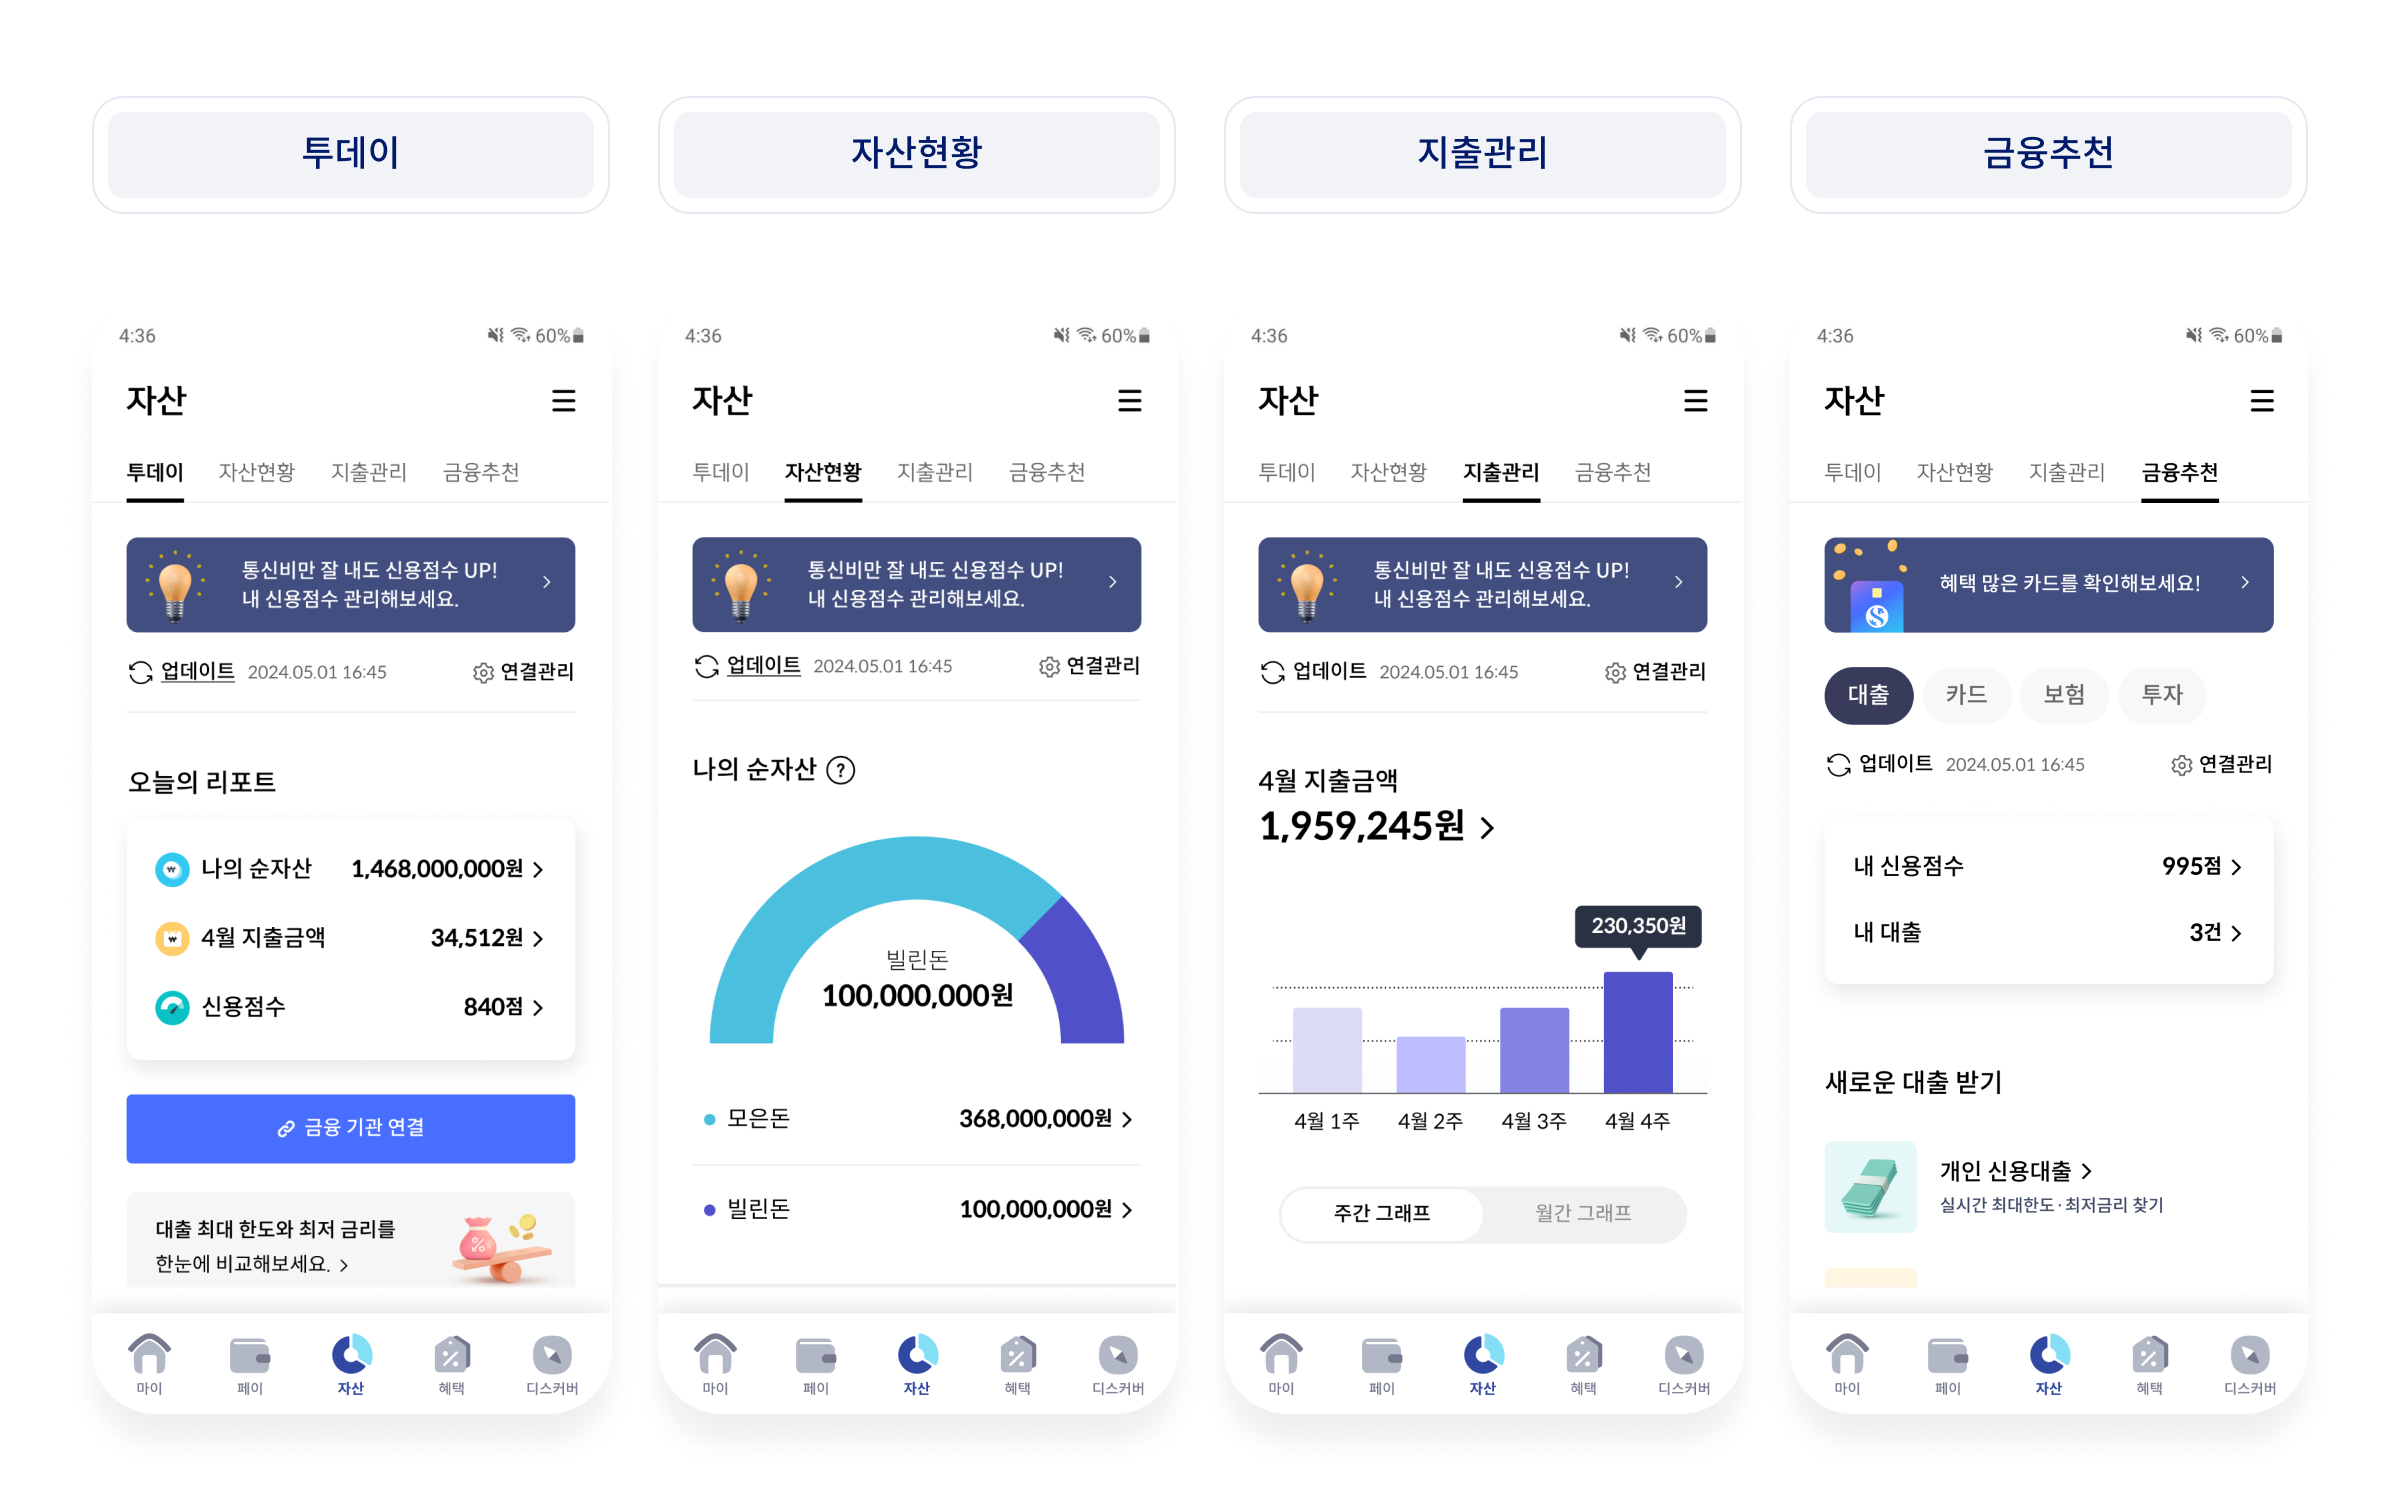 투데이
자산현황
지출관리
금융추천
4:36
60%
자산
투데이 자산현황 지출관리 금융추천
통신비만 잘 내도 신용점수 UP!
내 신용점수 관리해보세요.
업데이트 2024.05.01 16:45 연결관리
오늘의 리포트
나의 순자산 1,468,000,000원
4월 지출금액 34,512원
신용점수 840점
금융 기관 연결
대출 최대 한도와 최저 금리를
한눈에 비교해보세요.
마이 페이 자산 혜택 디스커버
4:36
60%
자산
투데이 자산현황 지출관리 금융추천
통신비만 잘 내도 신용점수 UP!
내 신용점수 관리해보세요.
업데이트 2024.05.01 16:45 연결관리
나의 순자산 ?
빌린돈
100,000,000원
모은돈 368,000,000원
빌린돈 100,000,000원
마이 페이 자산 혜택 디스커버
4:36
60%
자산
투데이 자산현황 지출관리 금융추천
통신비만 잘 내도 신용점수 UP!
내 신용점수 관리해보세요.
업데이트 2024.05.01 16:45 연결관리
4월 지출금액
1,959,245원
230,350원
4월 1주 4월 2주 4월 3주 4월 4주
주간 그래프 월간 그래프
마이 페이 자산 혜택 디스커버
4:36
60%
자산
투데이 자산현황 지출관리 금융추천
혜택 많은 카드를 확인해보세요!
대출 카드 보험 투자
업데이트 2024.05.01 16:45 연결관리
내 신용점수 995점
내 대출 3건
새로운 대출 받기
개인 신용대출
실시간 최대한도·최저금리 찾기
마이 페이 자산 혜택 디스커버